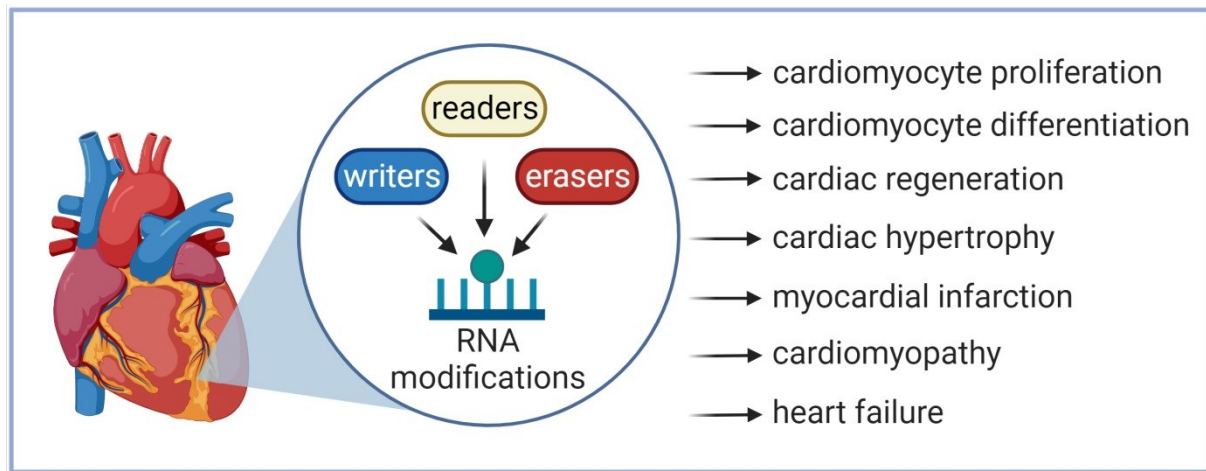 readers
writers
erasers
RNA
modifications
cardiomyocyte proliferation
cardiomyocyte differentiation
cardiac regeneration
cardiac hypertrophy
myocardial infarction
cardiomyopathy
heart failure